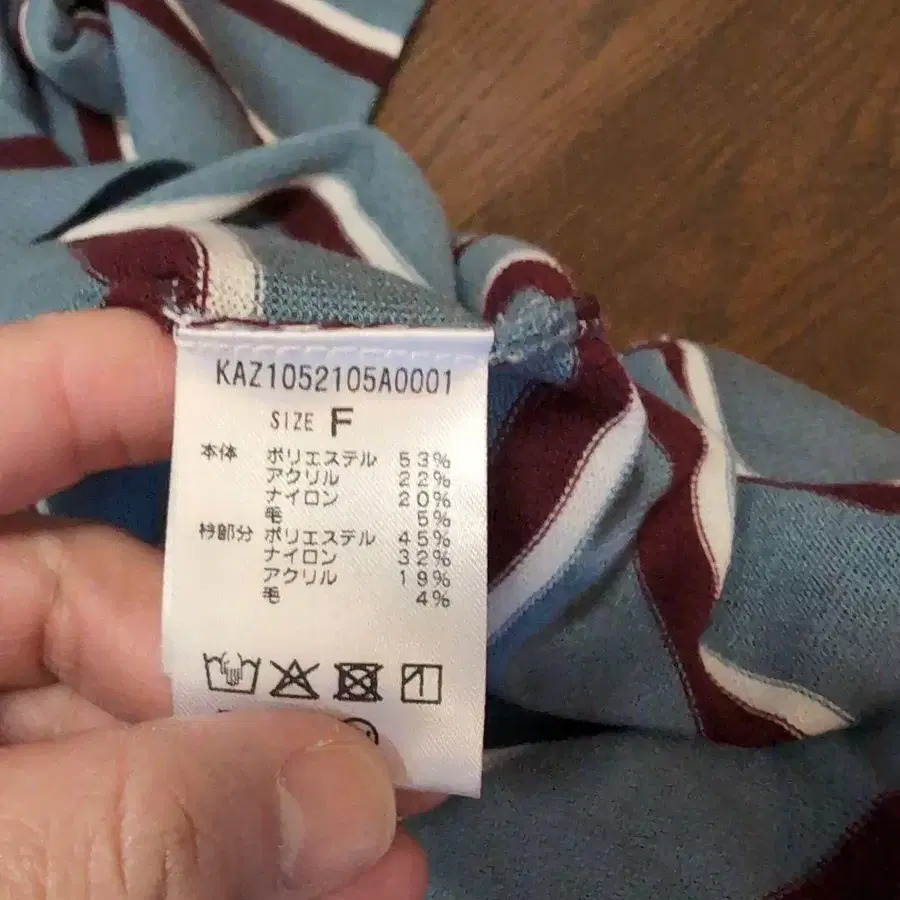 KAZ1052105A0001
SIZE F
本体 ポリエステル 53%
アクリル 22%
ナイロン 20%
毛 5%
衿部分 ポリエステル 45%
ナイロン 32%
アクリル 19%
毛 4%